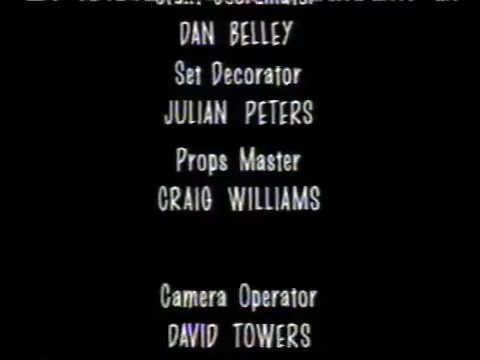 DAN BELLEY
Set Decorator
JULIAN PETERS
Props Master
CRAIG WILLIAMS
Camera Operator
DAVID TOWERS